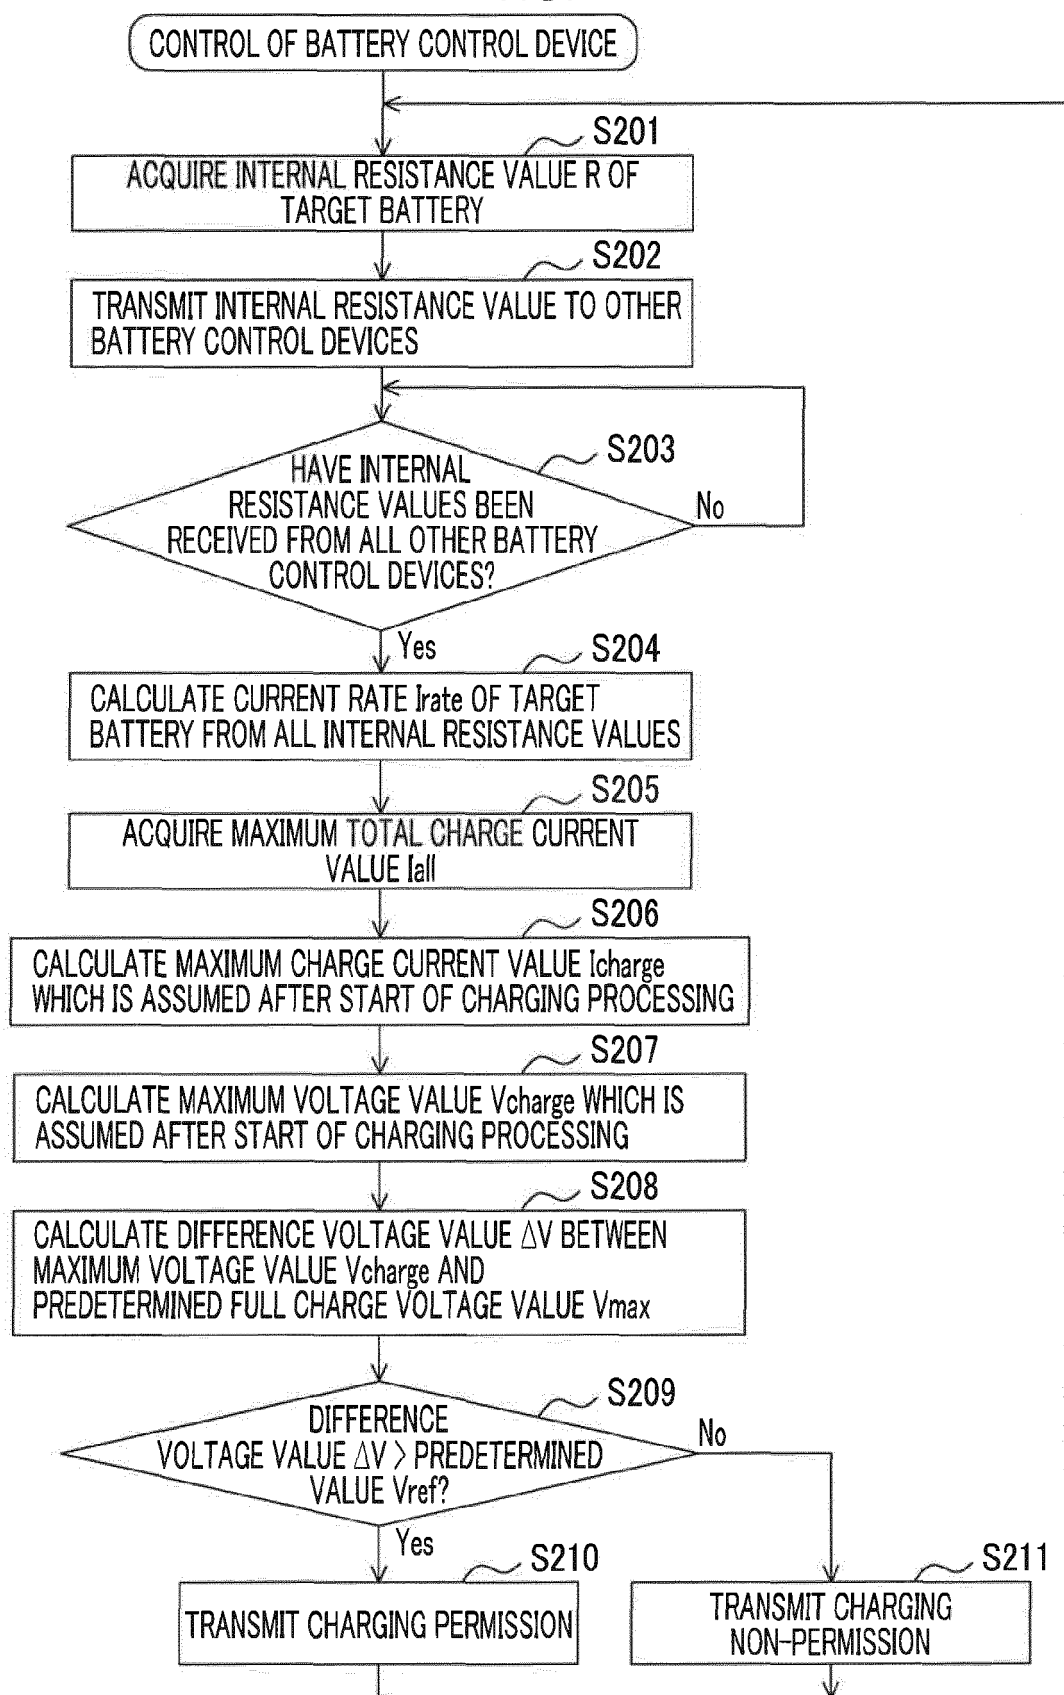 CONTROL OF BATTERY CONTROL DEVICE
S201
ACQUIRE INTERNAL RESISTANCE VALUE R OF
TARGET BATTERY
S202
TRANSMIT INTERNAL RESISTANCE VALUE TO OTHER
BATTERY CONTROL DEVICES
S203
HAVE INTERNAL
RESISTANCE VALUES BEEN
RECEIVED FROM ALL OTHER BATTERY
CONTROL DEVICES?
No
Yes
S204
CALCULATE CURRENT RATE Irate OF TARGET
BATTERY FROM ALL INTERNAL RESISTANCE VALUES
S205
ACQUIRE MAXIMUM TOTAL CHARGE CURRENT
VALUE Iall
S206
CALCULATE MAXIMUM CHARGE CURRENT VALUE Icharge
WHICH IS ASSUMED AFTER START OF CHARGING PROCESSING
S207
CALCULATE MAXIMUM VOLTAGE VALUE Vcharge WHICH IS
ASSUMED AFTER START OF CHARGING PROCESSING
S208
CALCULATE DIFFERENCE VOLTAGE VALUE ΔV BETWEEN
MAXIMUM VOLTAGE VALUE Vcharge AND
PREDETERMINED FULL CHARGE VOLTAGE VALUE Vmax
S209
DIFFERENCE
VOLTAGE VALUE ΔV > PREDETERMINED
VALUE Vref?
No
Yes
S210
TRANSMIT CHARGING PERMISSION
S211
TRANSMIT CHARGING
NON-PERMISSION